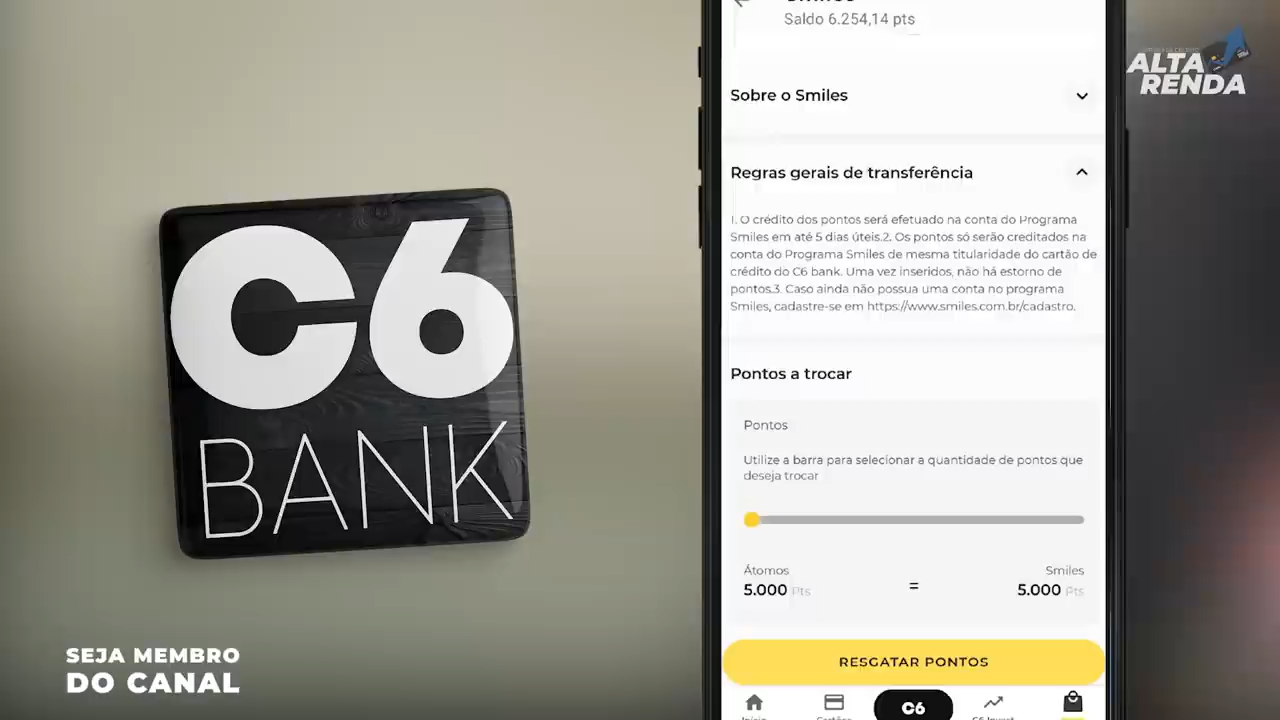 Saldo 6.254,14 pts
ALTA
RENDA
Sobre o Smiles
Regras gerais de transferência
1. O crédito dos pontos será efetuado na conta do Programa
Smiles em até 5 dias úteis.2. Os pontos só serão creditados na
conta do Programa Smiles de mesma titularidade do cartão de
crédito do C6 bank. Uma vez inseridos, não há estorno de
pontos.3. Caso ainda não possua uma conta no programa
Smiles, cadastre-se em https://www.smiles.com.br/cadastro.
C6
BANK
Pontos a trocar
Pontos
Utilize a barra para selecionar a quantidade de pontos que
deseja trocar
Átomos
Smiles
5.000 Pts
=
5.000 Pts
RESGATAR PONTOS
C6
SEJA MEMBRO
DO CANAL